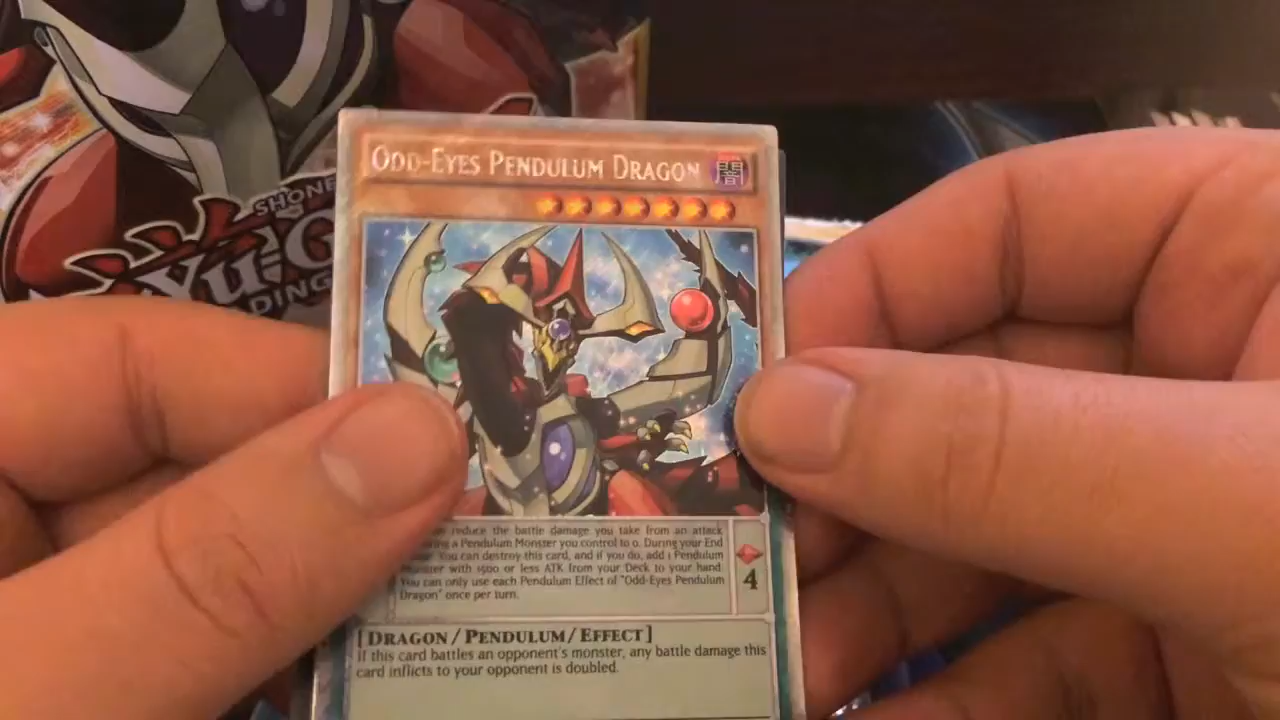 SHONE
YU-G
ADING
ODD-EYES PENDULUM DRAGON 闇
reduce the battle damage you take from an attack
a Pendulum Monster you control to 0. During your End
You can destroy this card, and if you do, add 1 Pendulum
Monster with 1500 or less ATK from your Deck to your hand.
You can only use each Pendulum Effect of "Odd-Eyes Pendulum
Dragon" once per turn.
4
[DRAGON/PENDULUM/EFFECT]
If this card battles an opponent's monster, any battle damage this
card inflicts to your opponent is doubled.